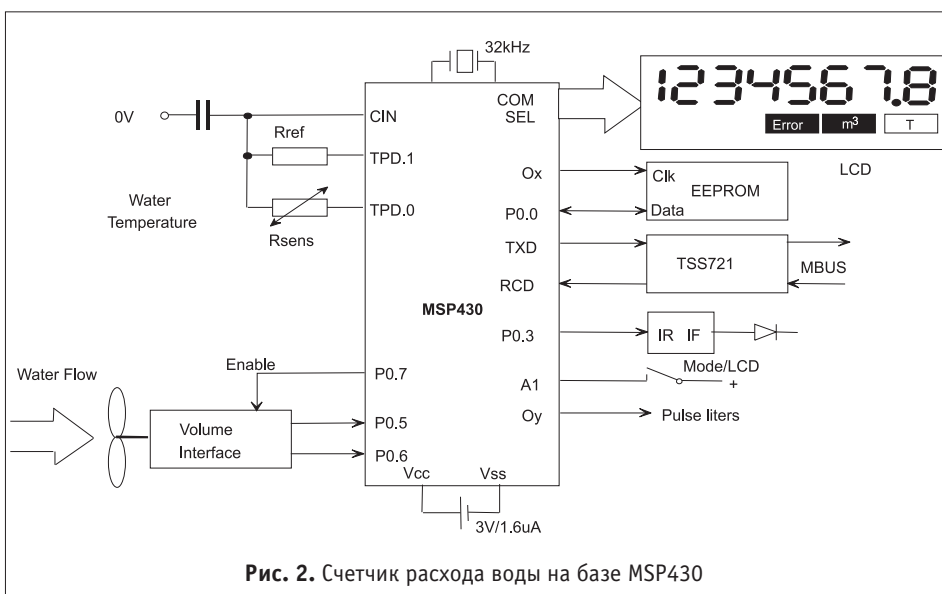 32kHz
0V
CIN
Rref
TPD.1
Water
Temperature
TPD.0
Rsens
COM
SEL
12345678
7.8
Error
m³
T
LCD
Ox
Clk
EEPROM
P0.0
Data
TXD
TSS721
MBUS
RCD
MSP430
P0.3
IR IF
Mode/LCD
A1
+
Oy
Pulse liters
Water Flow
Enable
P0.7
P0.5
Volume
Interface
P0.6
Vcc
Vss
3V/1.6uA
Рис. 2. Счетчик расхода воды на базе MSP430